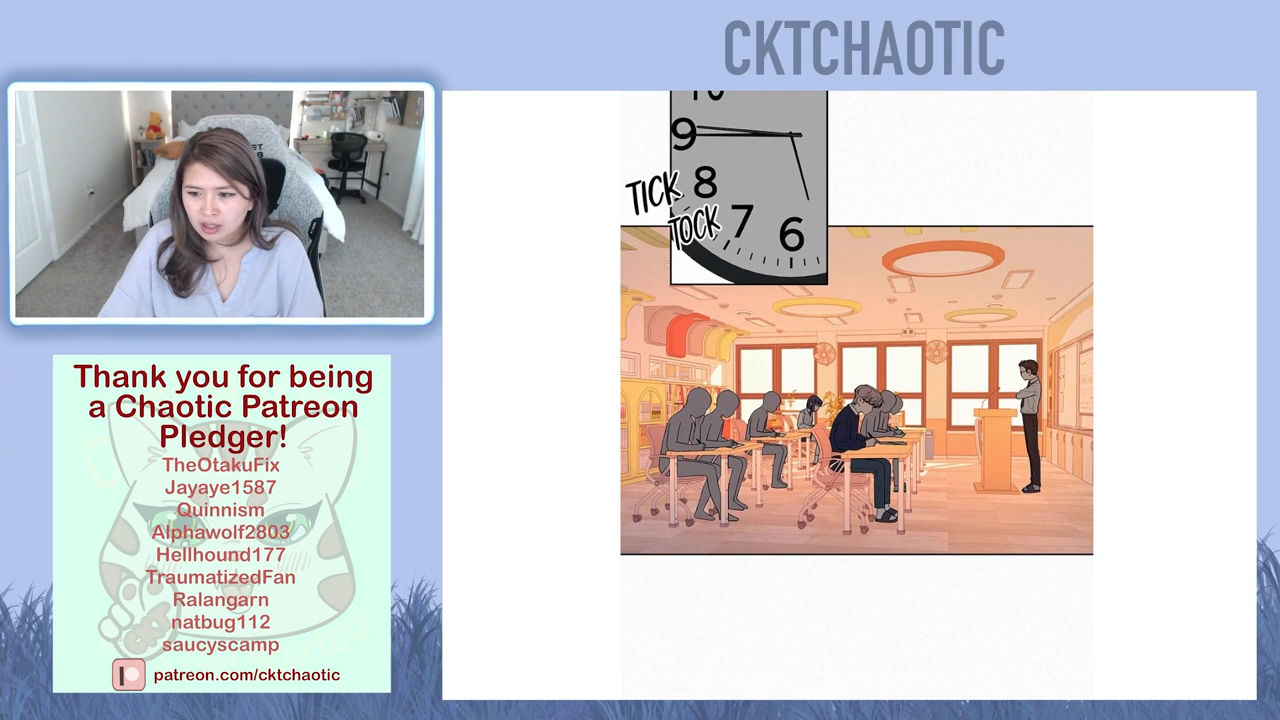 CKTCHAOTIC
10
9
8
7
6
TICK
TOCK
Thank you for being
a Chaotic Patreon
Pledger!
TheOtakuFix
Jayaye1587
Quinnism
Alphawolf2803
Hellhound177
TraumatizedFan
Ralangarn
natbug112
saucyscamp
patreon.com/cktchaotic